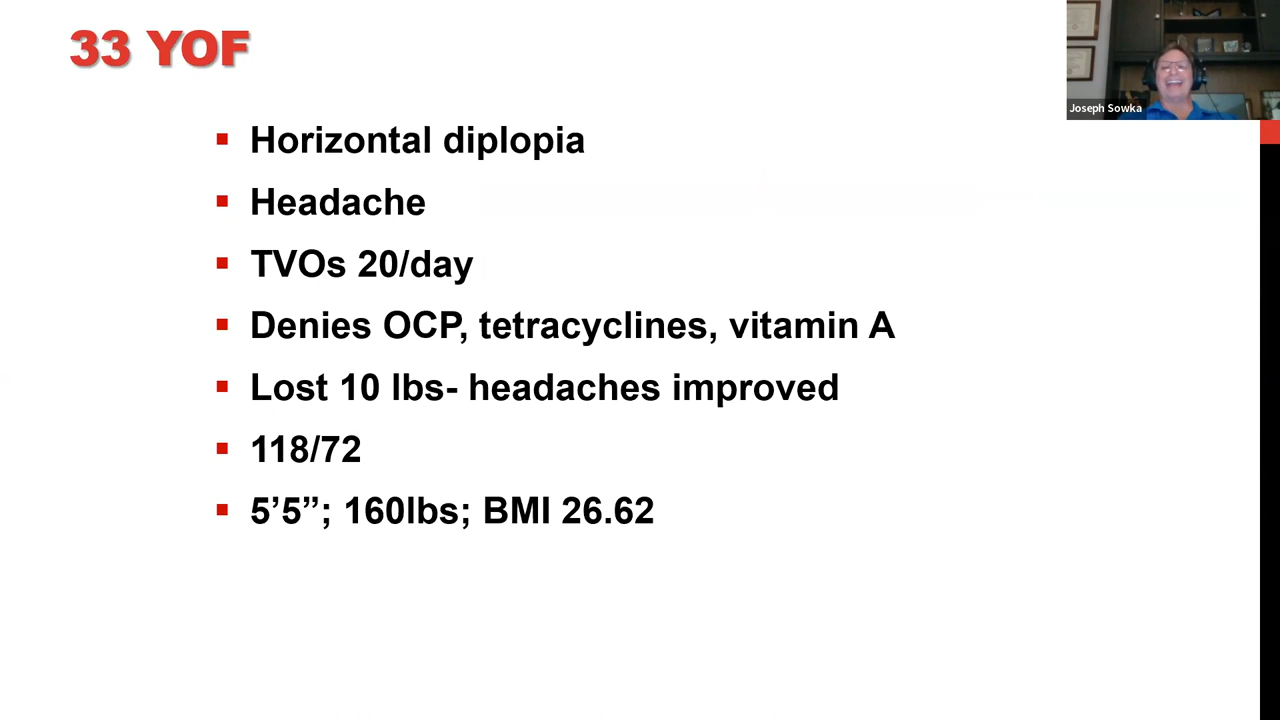 33 YOF
Joseph Sowka
Horizontal diplopia
Headache
TVOs 20/day
Denies OCP, tetracyclines, vitamin A
Lost 10 lbs- headaches improved
118/72
5’5”; 160lbs; BMI 26.62